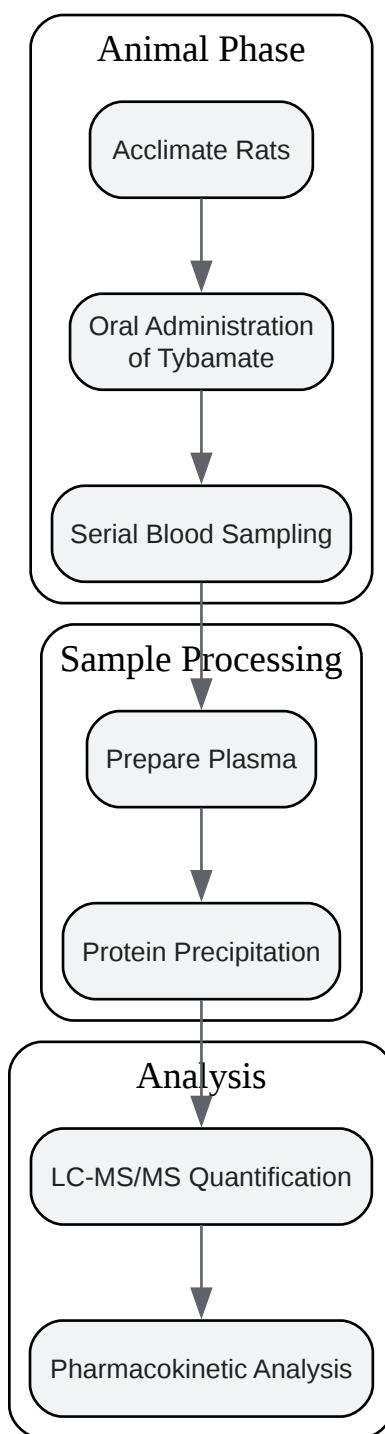 Animal Phase
Acclimate Rats
Oral Administration
of Tybamate
Serial Blood Sampling
Sample Processing
Prepare Plasma
Protein Precipitation
Analysis
LC-MS/MS Quantification
Pharmacokinetic Analysis